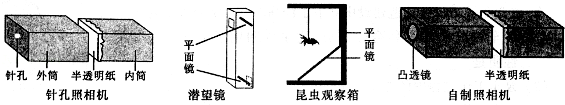 平面镜
平面镜
针孔 外筒 半透明纸 内筒
凸透镜 半透明纸
针孔照相机 潜望镜 昆虫观察箱 自制照相机